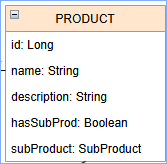 PRODUCT
id: Long
name: String
description: String
hasSubProd: Boolean
subProduct: SubProduct